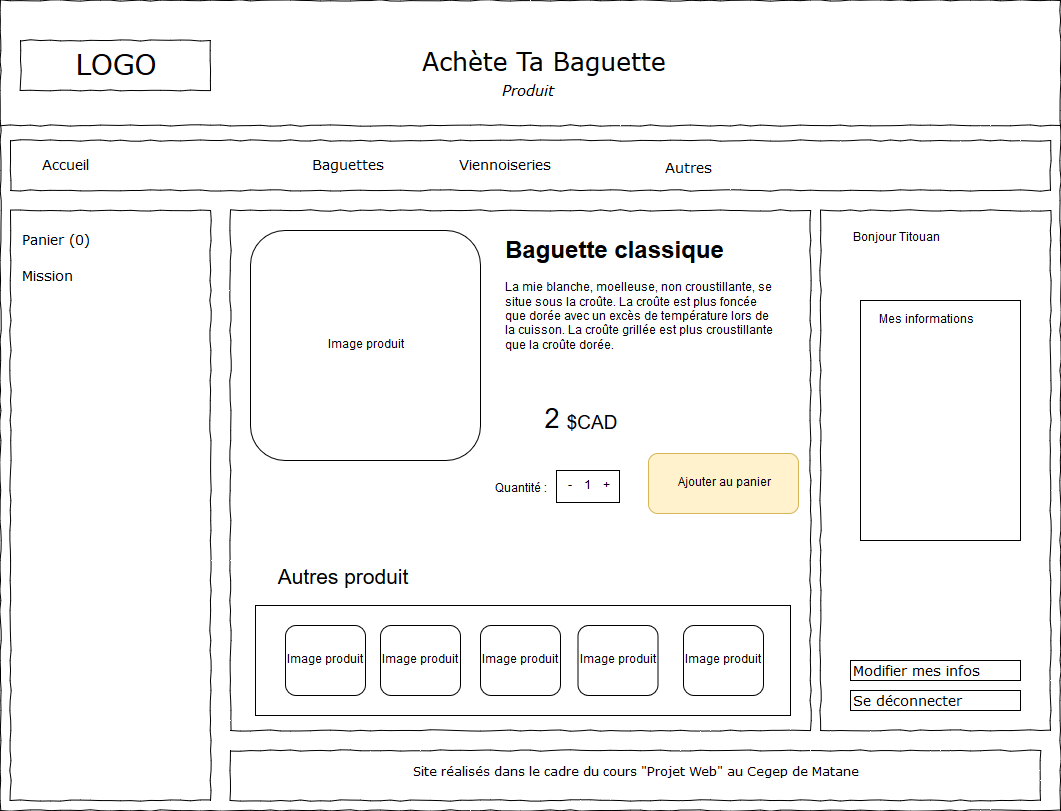 LOGO
Achète Ta Baguette
Produit
Accueil
Baguettes
Viennoiseries
Autres
Panier (0)
Mission
Image produit
Baguette classique
La mie blanche, moelleuse, non croustillante, se
situe sous la croûte. La croûte est plus foncée
que dorée avec un excès de température lors de
la cuisson. La croûte grillée est plus croustillante
que la croûte dorée.
2 $CAD
Quantité :
- 1 +
Ajouter au panier
Autres produit
Image produit
Image produit
Image produit
Image produit
Image produit
Bonjour Titouan
Mes informations
Modifier mes infos
Se déconnecter
Site réalisés dans le cadre du cours "Projet Web" au Cegep de Matane